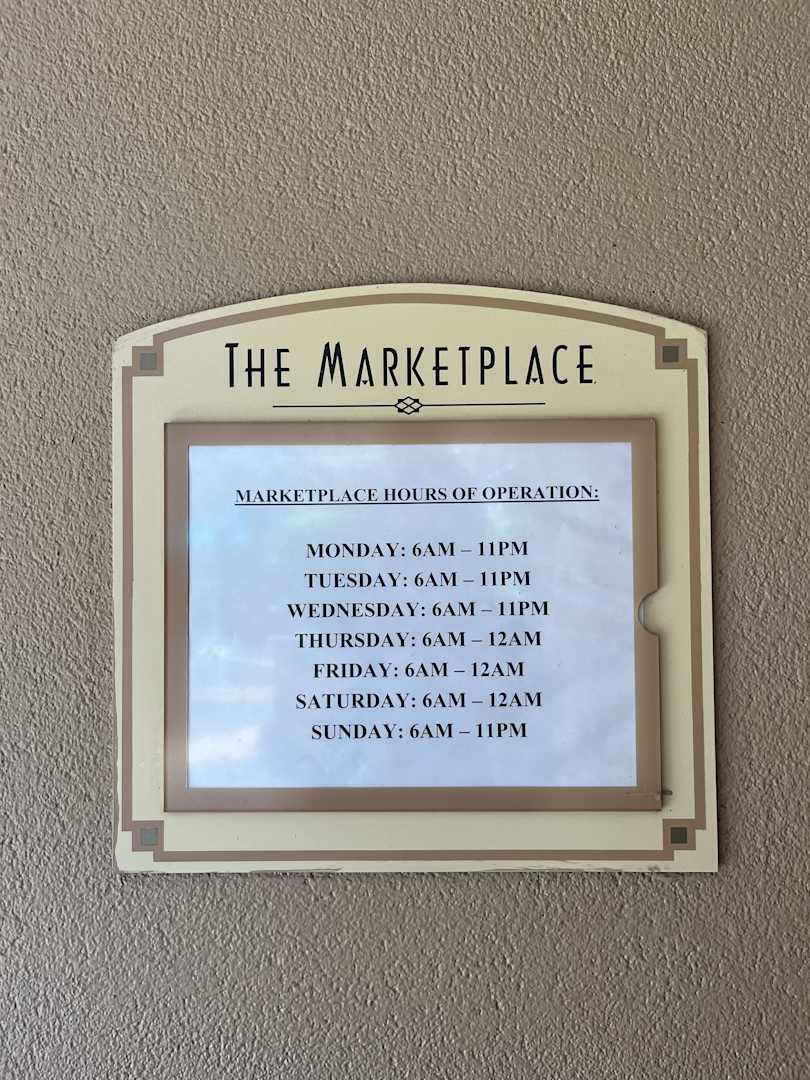 THE MARKETPLACE
MARKETPLACE HOURS OF OPERATION:
MONDAY: 6AM – 11PM
TUESDAY: 6AM – 11PM
WEDNESDAY: 6AM – 11PM
THURSDAY: 6AM – 12AM
FRIDAY: 6AM – 12AM
SATURDAY: 6AM – 12AM
SUNDAY: 6AM – 11PM